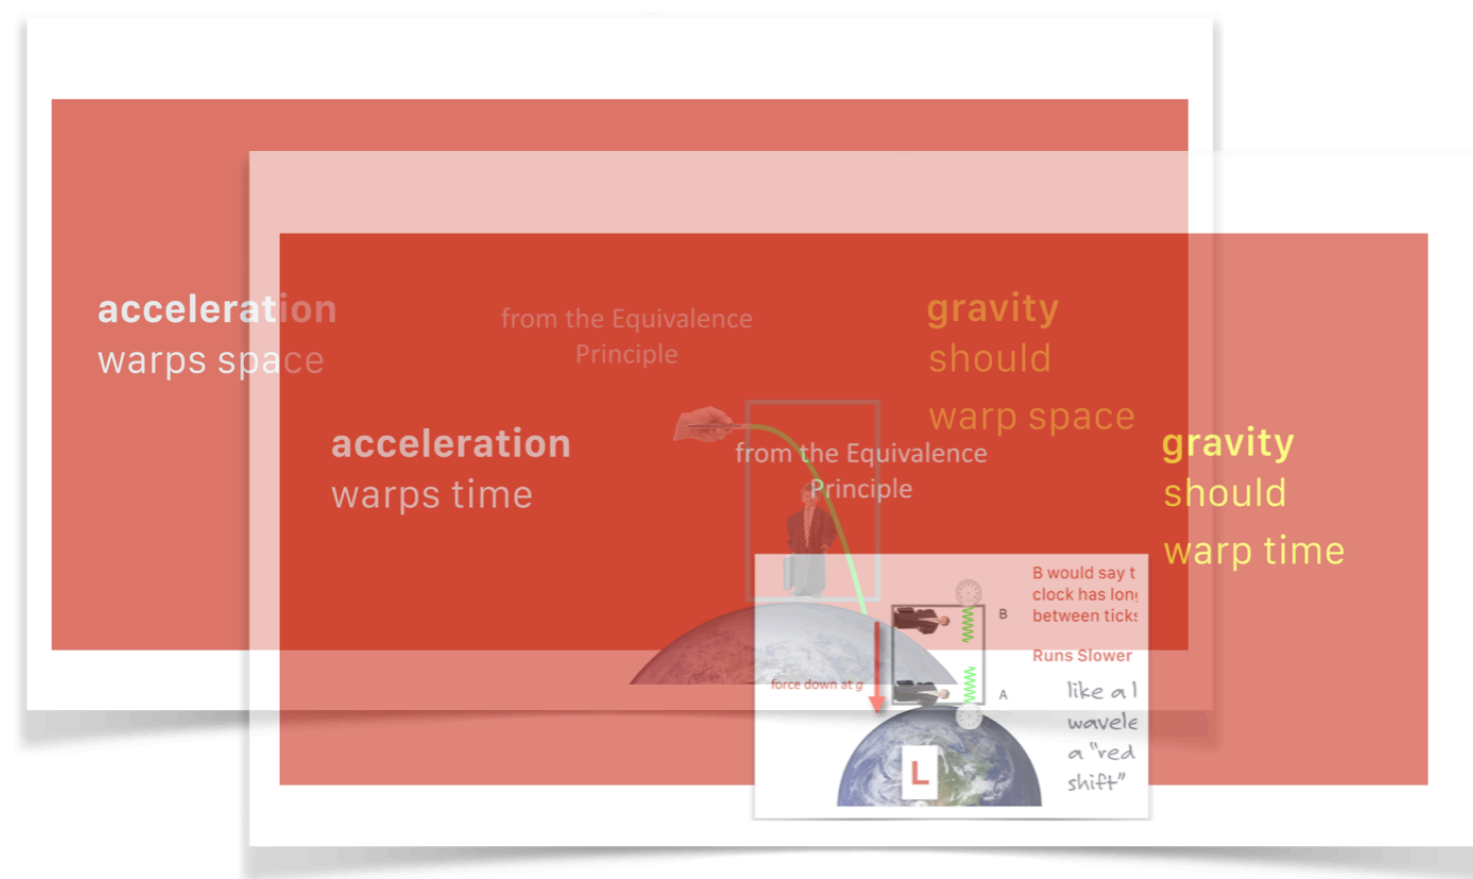 acceleration
warps space
from the Equivalence
Principle
gravity
should
warp space
acceleration
warps time
from the Equivalence
Principle
gravity
should
warp time
B would say t
clock has long
between ticks
Runs Slower
B
A
force down at g
like a l
wavele
a "red
shift"
L